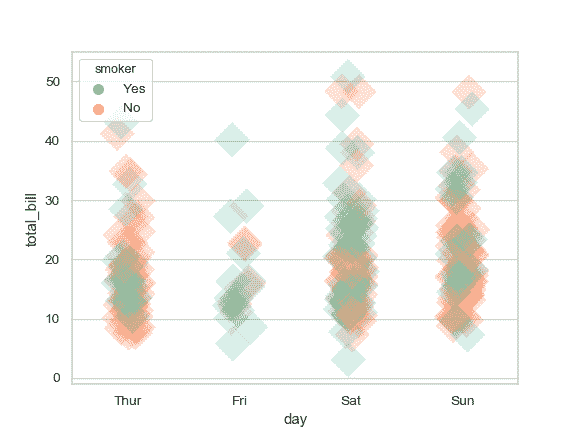 smoker
Yes
No
50
40
30
20
10
0
total_bill
Thur Fri Sat Sun
day